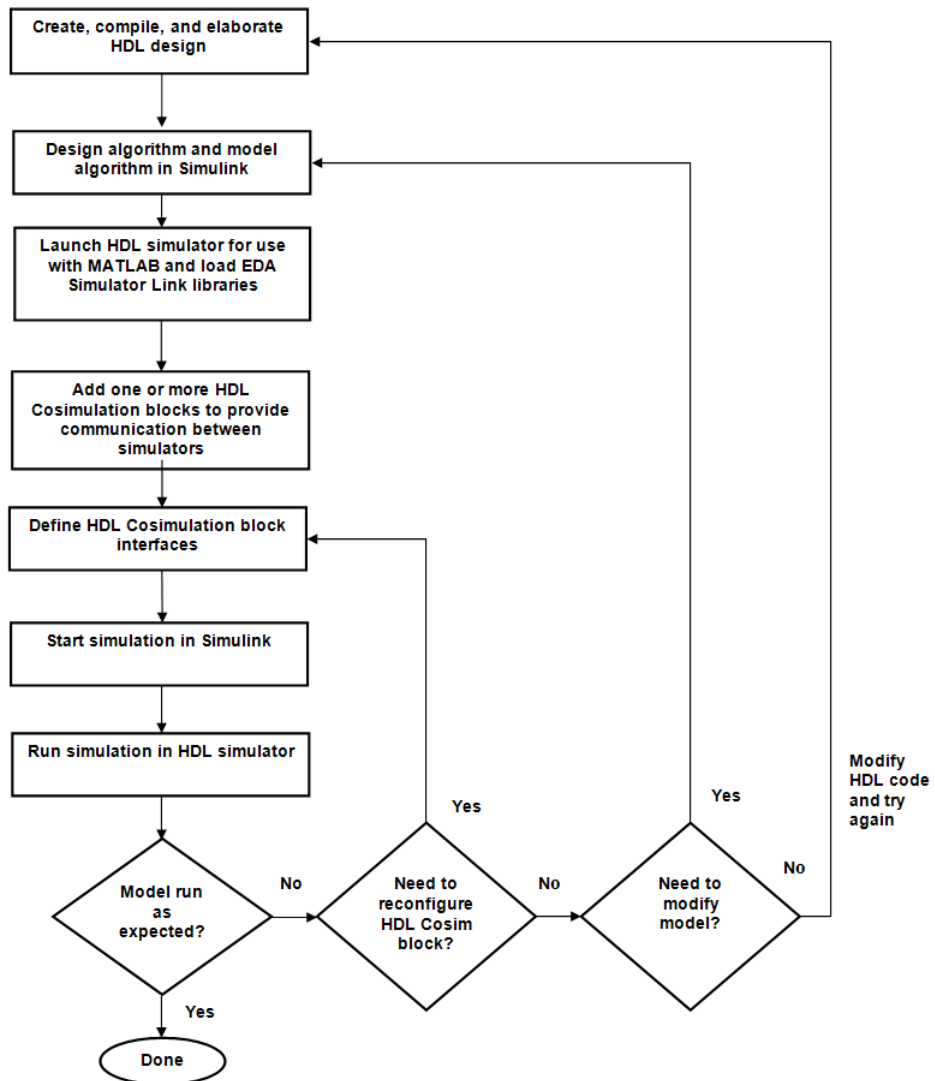 Create, compile, and elaborate
HDL design
Design algorithm and model
algorithm in Simulink
Launch HDL simulator for use
with MATLAB and load EDA
Simulator Link libraries
Add one or more HDL
Cosimulation blocks to provide
communication between
simulators
Define HDL Cosimulation block
interfaces
Start simulation in Simulink
Run simulation in HDL simulator
Model run
as
expected?
No
Yes
Done
Need to
reconfigure
HDL Cosim
block?
Yes
No
Need to
modify
model?
Yes
No
Modify
HDL code
and try
again